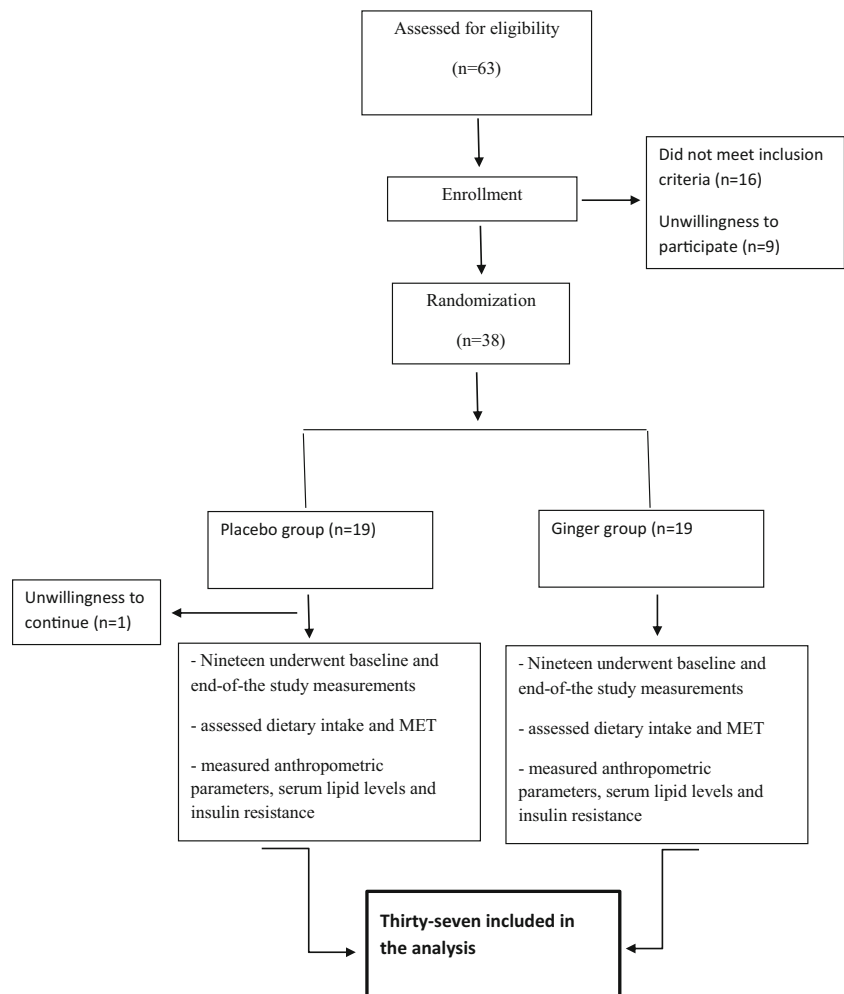 Assessed for eligibility
(n=63)
Did not meet inclusion
criteria (n=16)
Unwillingness to
participate (n=9)
Enrollment
Randomization
(n=38)
Placebo group (n=19)
Ginger group (n=19
Unwillingness to
continue (n=1)
- Nineteen underwent baseline and
end-of-the study measurements
- assessed dietary intake and MET
- measured anthropometric
parameters, serum lipid levels and
insulin resistance
- Nineteen underwent baseline and
end-of-the study measurements
- assessed dietary intake and MET
- measured anthropometric
parameters, serum lipid levels and
insulin resistance
Thirty-seven included in
the analysis